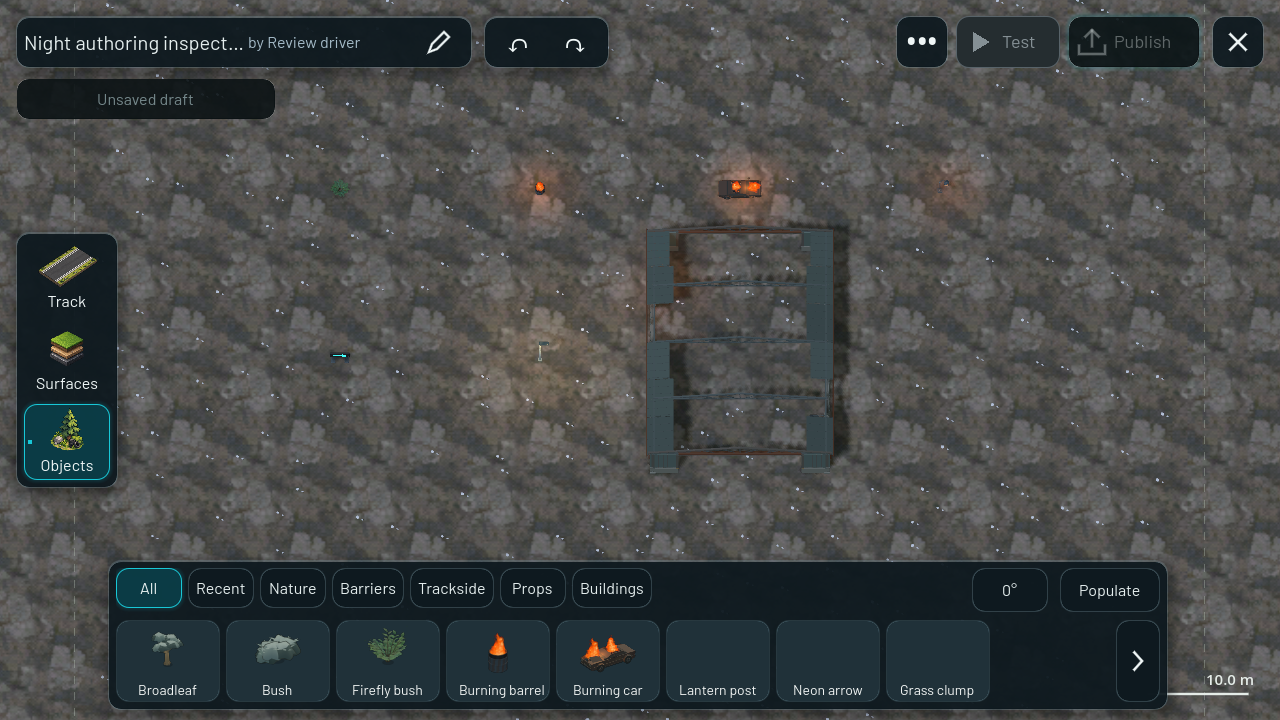 Night authoring inspect... by Review driver
Test
Publish
Unsaved draft
Track
Surfaces
Objects
All
Recent
Nature
Barriers
Trackside
Props
Buildings
0°
Populate
Broadleaf
Bush
Firefly bush
Burning barrel
Burning car
Lantern post
Neon arrow
Grass clump
10.0 m